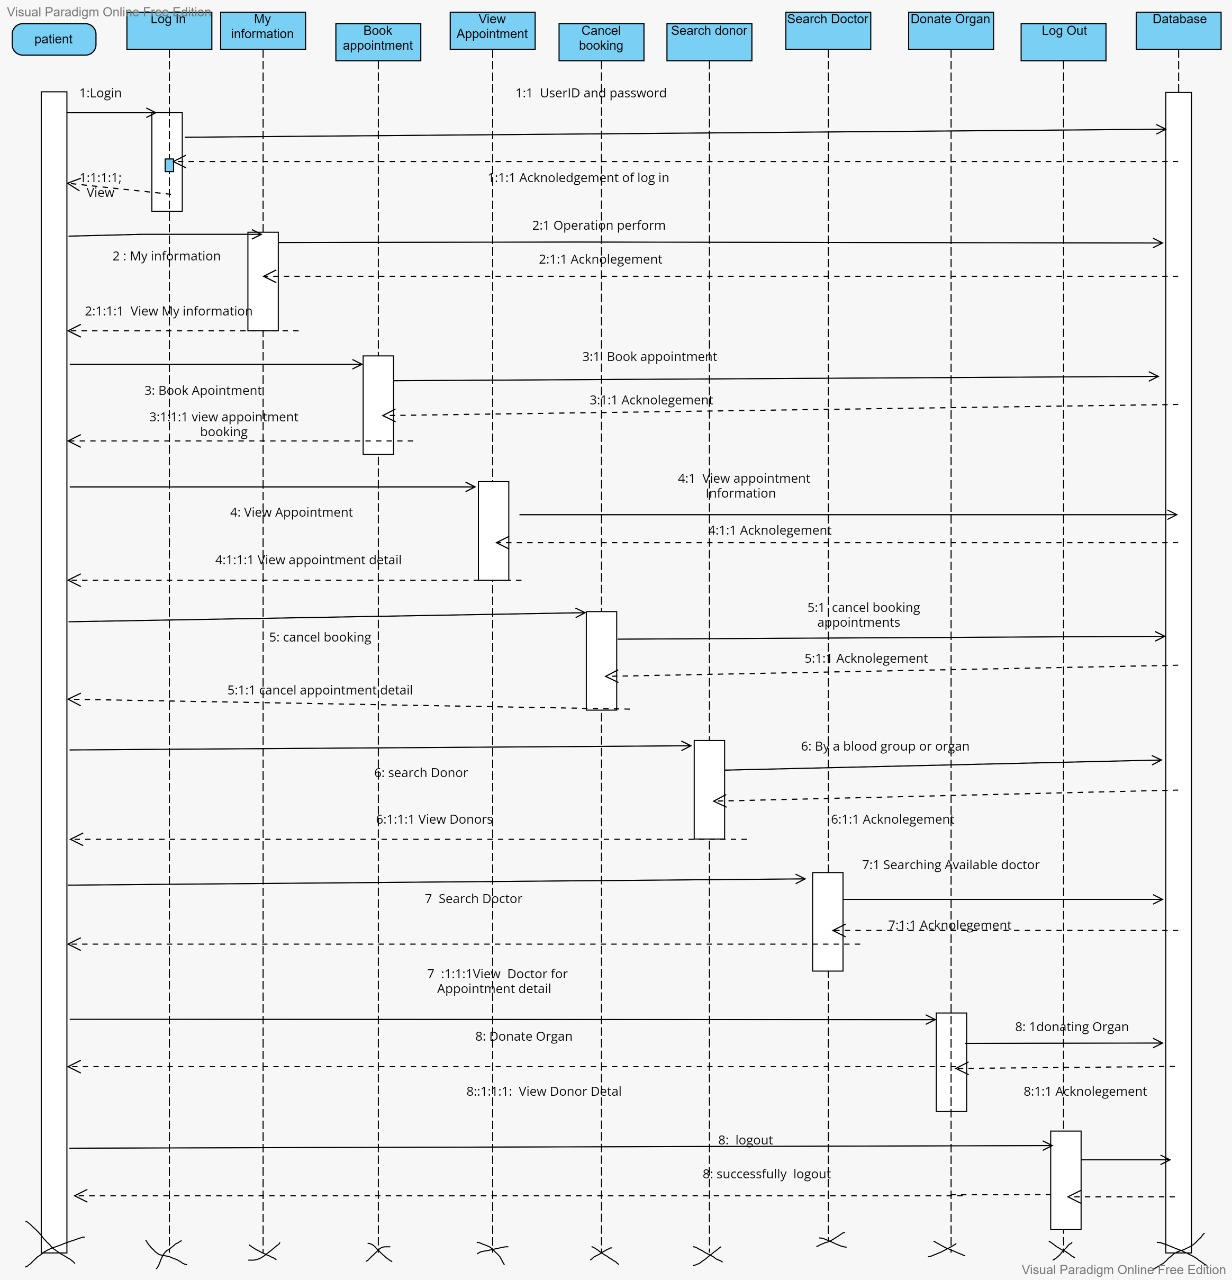 Visual Paradigm Online Free Edition
patient
Log In
My
information
Book
appointment
View
Appointment
Cancel
booking
Search donor
Search Doctor
Donate Organ
Log Out
Database
1:Login
1:1 UserID and password
1:1:1:1;
View
1:1:1 Acknoledgement of log in
2:1 Operation perform
2 : My information
2:1:1 Acknolegement
2:1:1:1 View My information
3:1: Book appointment
3: Book Apointment
3:1:1 Acknolegement
3:1:1:1 view appointment
booking
4:1 View appointment
Information
4: View Appointment
4:1:1 Acknolegement
4:1:1:1 View appointment detail
5:1 cancel booking
appointments
5: cancel booking
5:1:1 Acknolegement
5:1:1 cancel appointment detail
6: By a blood group or organ
6: search Donor
6:1:1:1 View Donors
6:1:1 Acknolegement
7:1 Searching Available doctor
7 Search Doctor
7:1:1 Acknolegement
7 :1:1:1View Doctor for
Appointment detail
8: 1donating Organ
8: Donate Organ
8::1:1:1: View Donor Detal
8:1:1 Acknolegement
8: logout
8: successfully logout
Visual Paradigm Online Free Edition